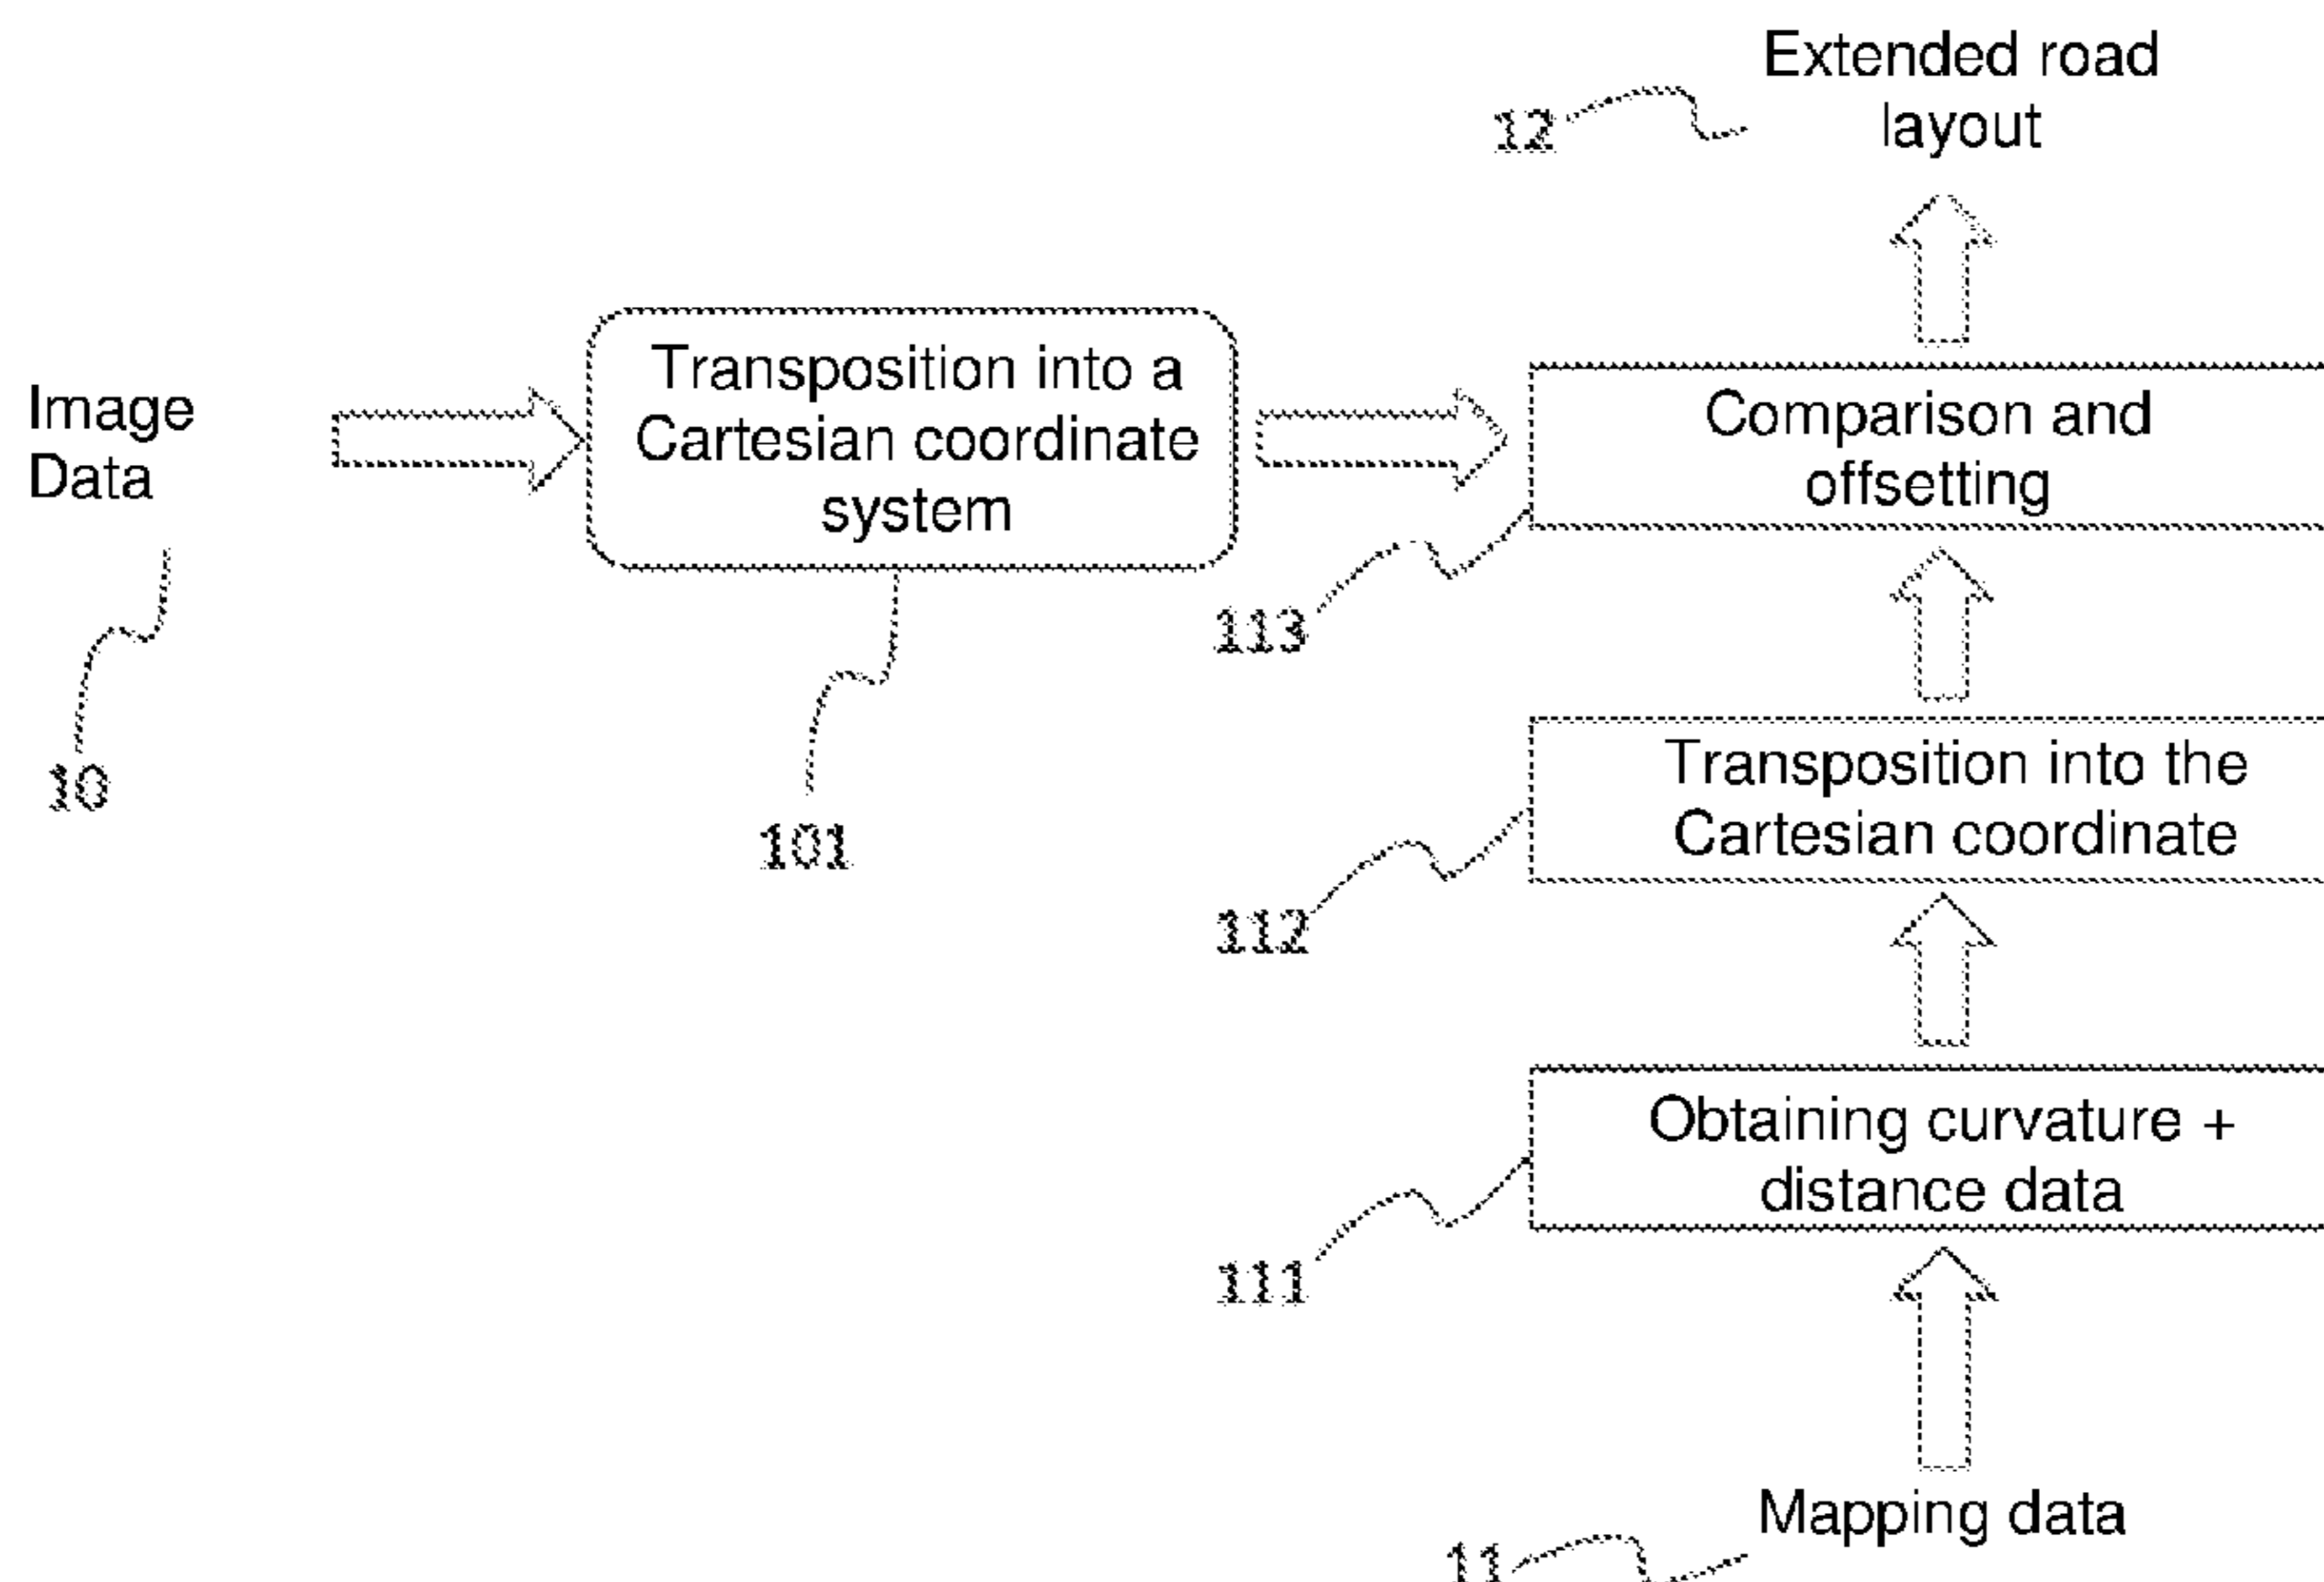 Extended road
layout
12
Image
Data
Transposition into a
Cartesian coordinate
system
Comparison and
offsetting
113
10
101
Transposition into the
Cartesian coordinate
112
Obtaining curvature +
distance data
111
Mapping data
11